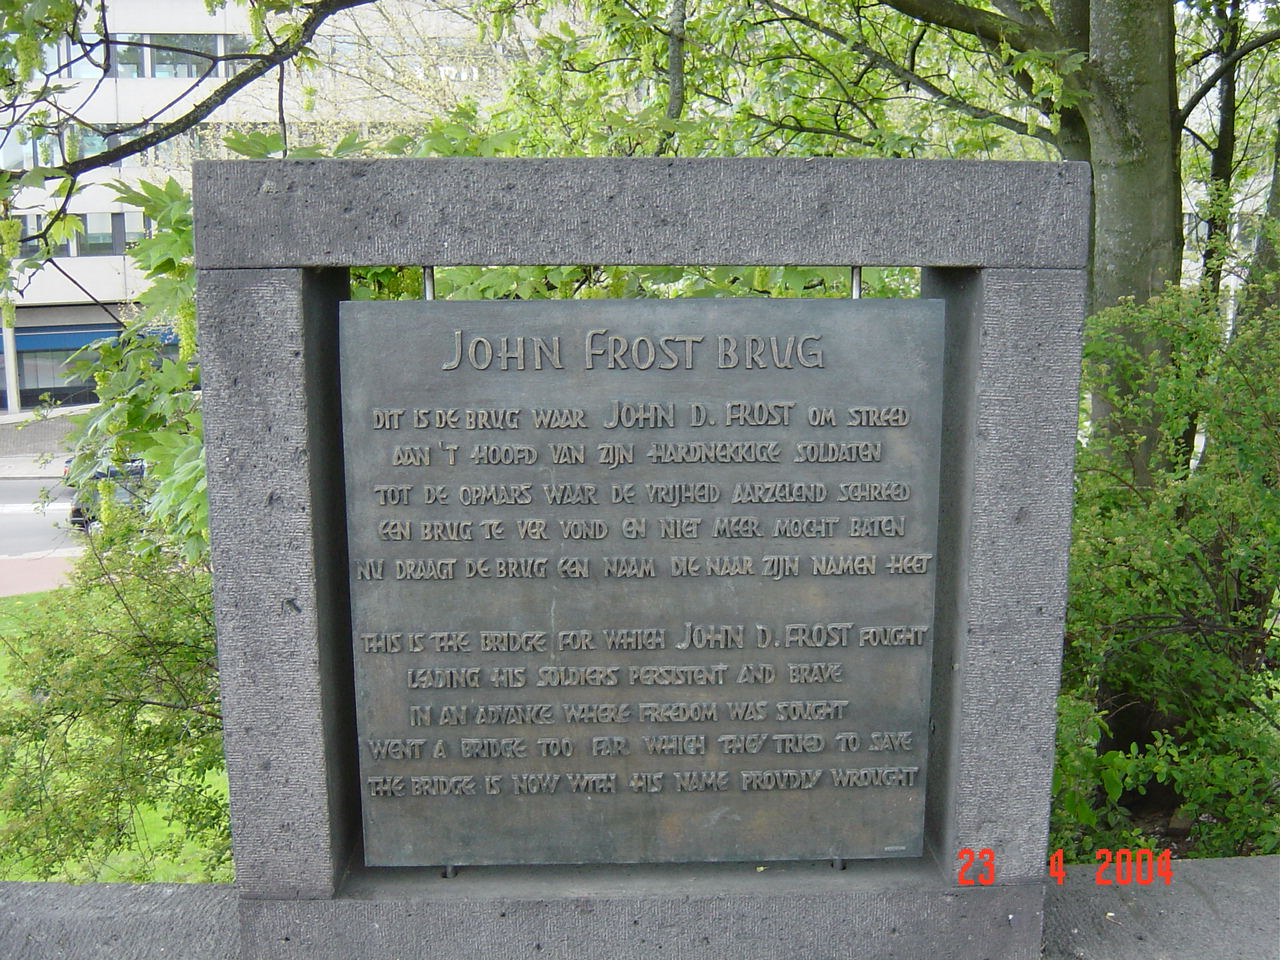 JOHN FROST BRUG
DIT IS DE BRUG WAAR JOHN D. FROST OM STREED
AAN 'T HOOFD VAN ZIJN HARDNEKKIGE SOLDATEN
TOT DE OPMARS WAAR DE VRIJHEID AARZELEND SCHREED
EEN BRUG TE VER VOND EN NIET MEER MOCHT BATEN
NU DRAAGT DE BRUG EEN NAAM DIE NAAR ZIJN NAMEN HEET
THIS IS THE BRIDGE FOR WHICH JOHN D. FROST FOUGHT
LEADING HIS SOLDIERS PERSISTENT AND BRAVE
IN AN ADVANCE WHERE FREEDOM WAS SOUGHT
WENT A BRIDGE TOO FAR WHICH THEY TRIED TO SAVE
THE BRIDGE IS NOW WITH HIS NAME PROUDLY WROUGHT
23 4 2004